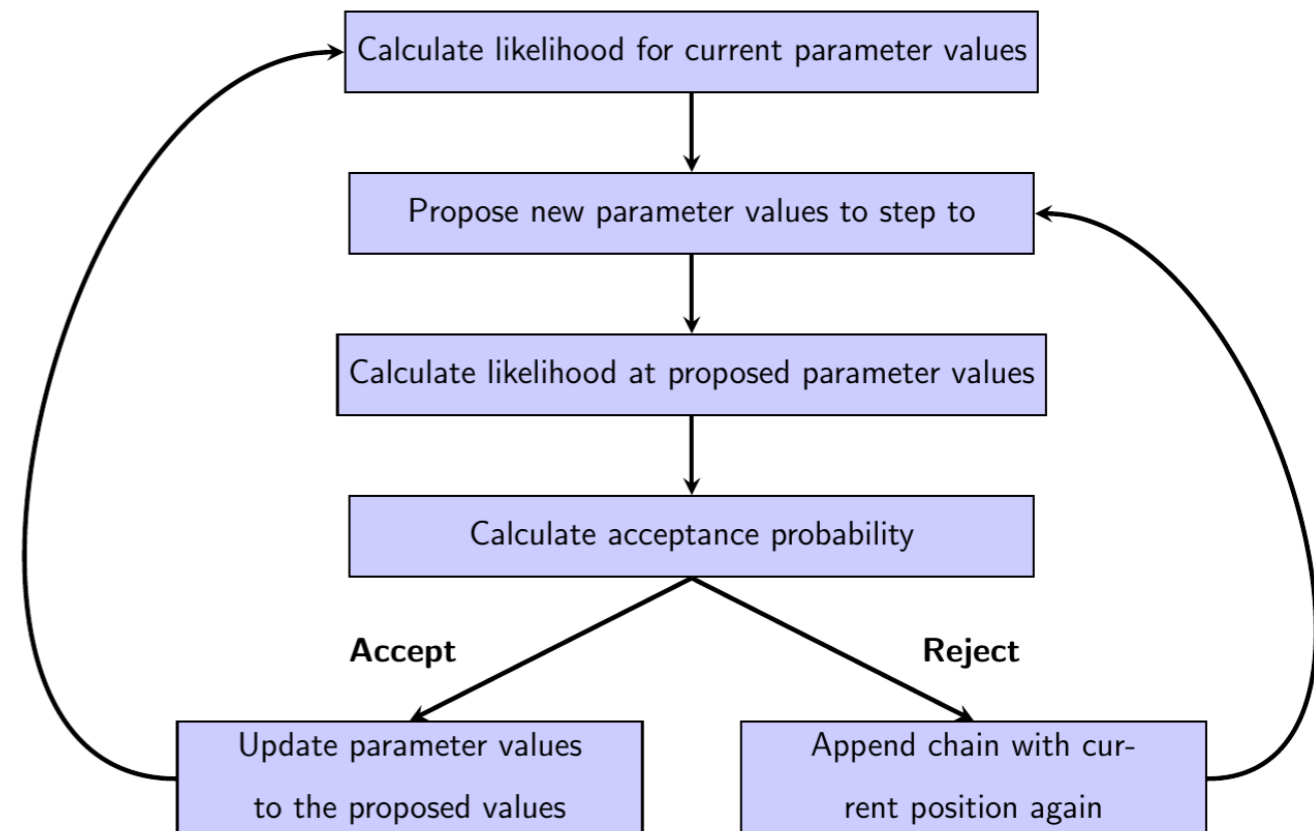 Calculate likelihood for current parameter values
Propose new parameter values to step to
Calculate likelihood at proposed parameter values
Calculate acceptance probability
Accept
Reject
Update parameter values
to the proposed values
Append chain with cur-
rent position again